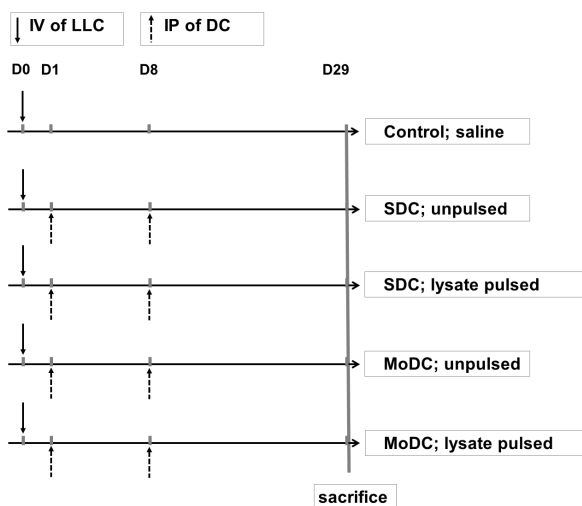 IV of LLC IP of DC
D0 D1 D8 D29
Control; saline
SDC; unpulsed
SDC; lysate pulsed
MoDC; unpulsed
MoDC; lysate pulsed
sacrifice